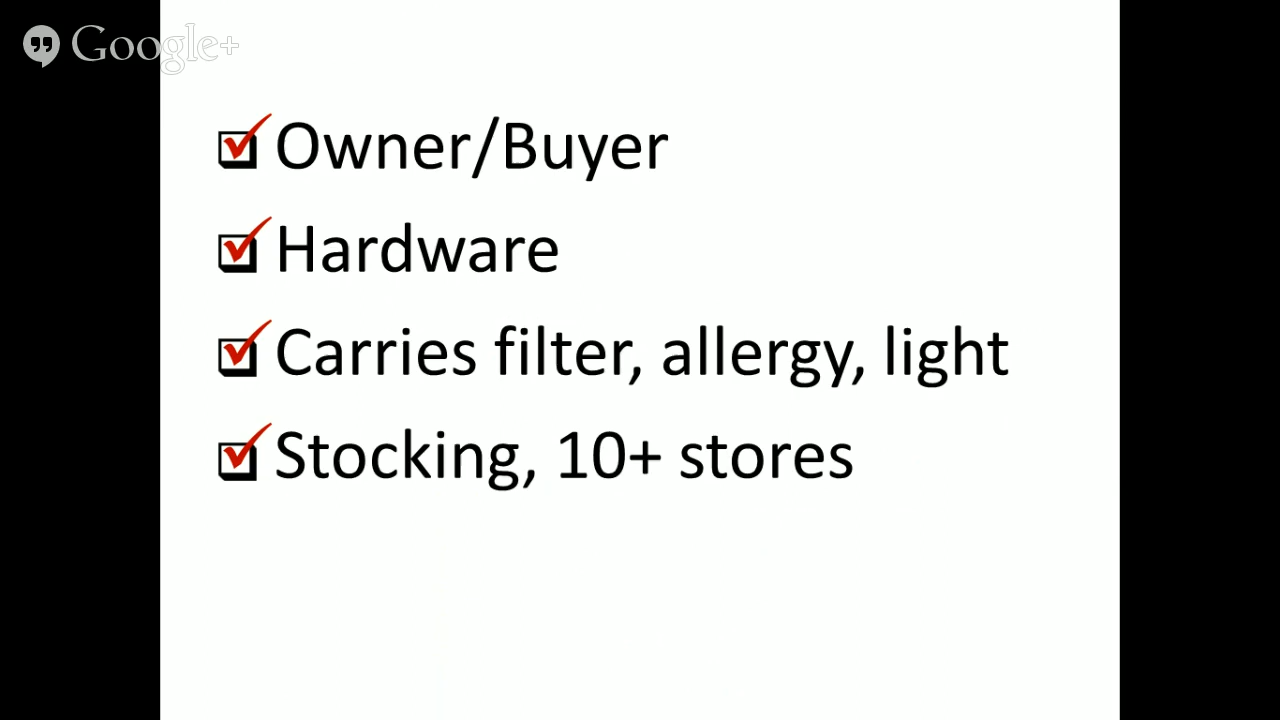 Google+
Owner/Buyer
Hardware
Carries filter, allergy, light
Stocking, 10+ stores